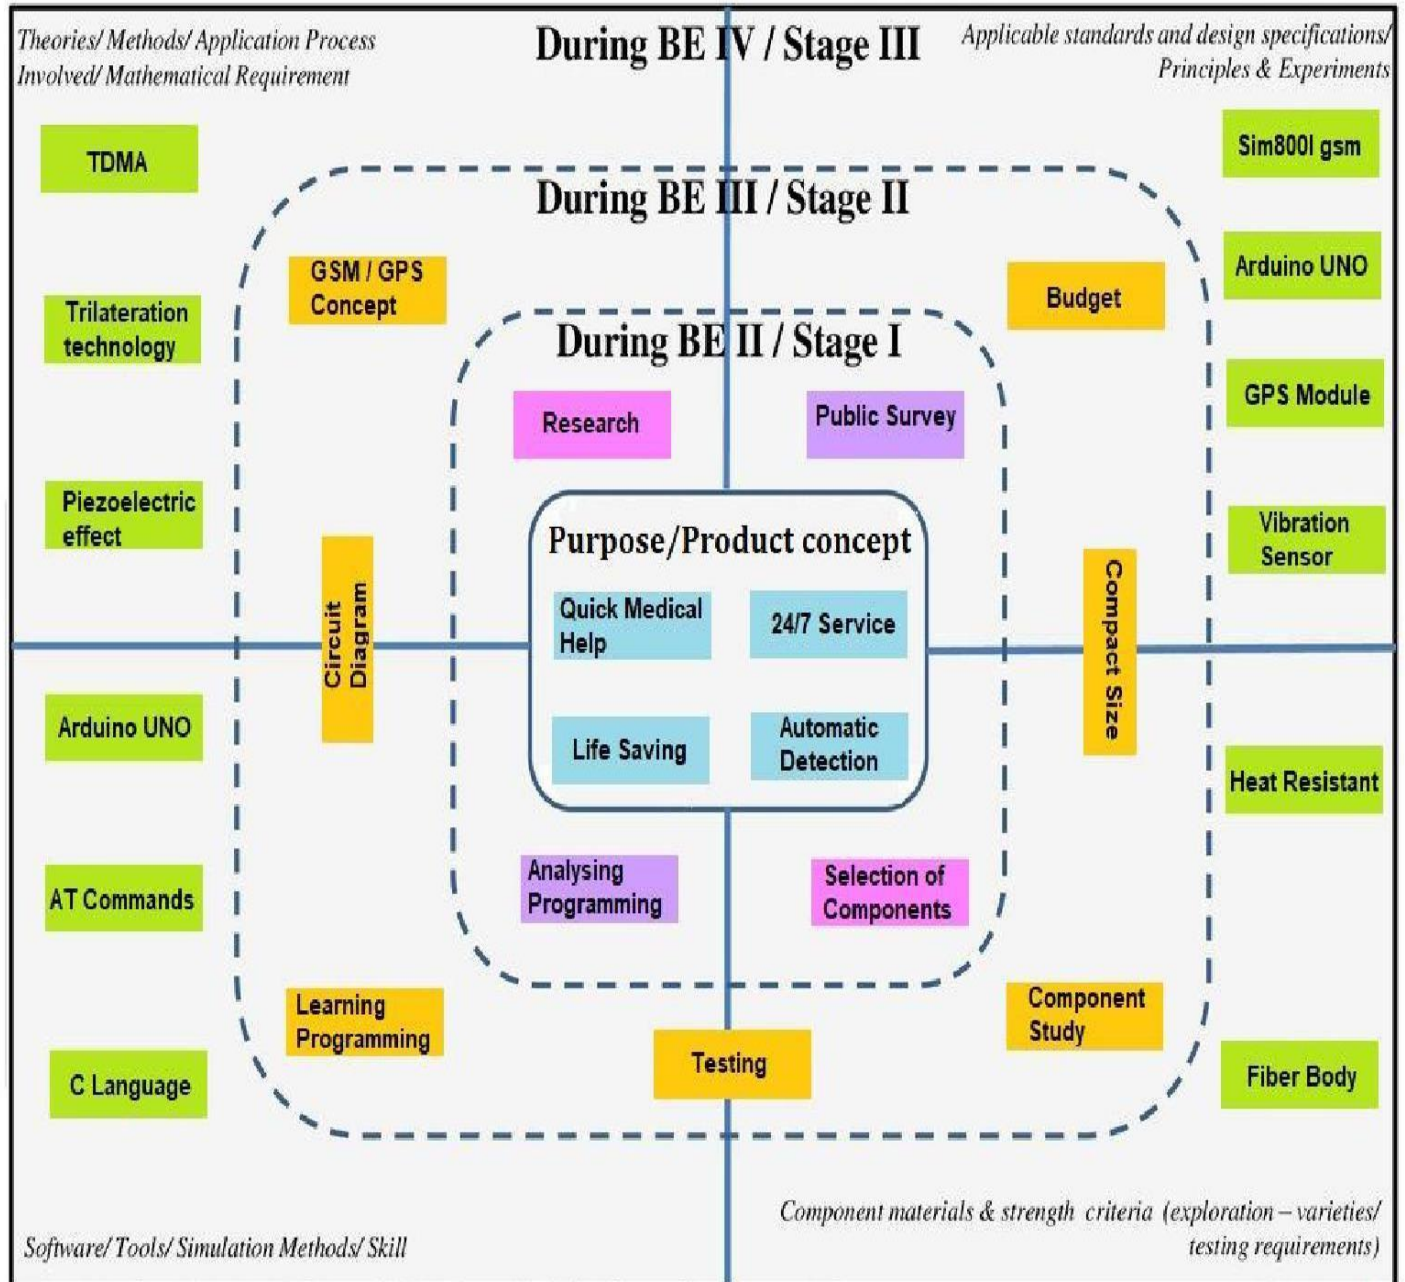 Theories/ Methods/ Application Process
Involved/ Mathematical Requirement
During BE IV / Stage III
Applicable standards and design specifications/
Principles & Experiments
TDMA
Sim800l gsm
During BE III / Stage II
GSM / GPS
Concept
Arduino UNO
Budget
Trilateration
technology
During BE II / Stage I
GPS Module
Research
Public Survey
Piezoelectric
effect
Vibration
Sensor
Purpose/Product concept
Circuit
Diagram
Quick Medical
Help
24/7 Service
Compact Size
Arduino UNO
Life Saving
Automatic
Detection
Heat Resistant
AT Commands
Analysing
Programming
Selection of
Components
Learning
Programming
Component
Study
Testing
C Language
Fiber Body
Component materials & strength criteria (exploration – varieties/
testing requirements)
Software/ Tools/ Simulation Methods/ Skill